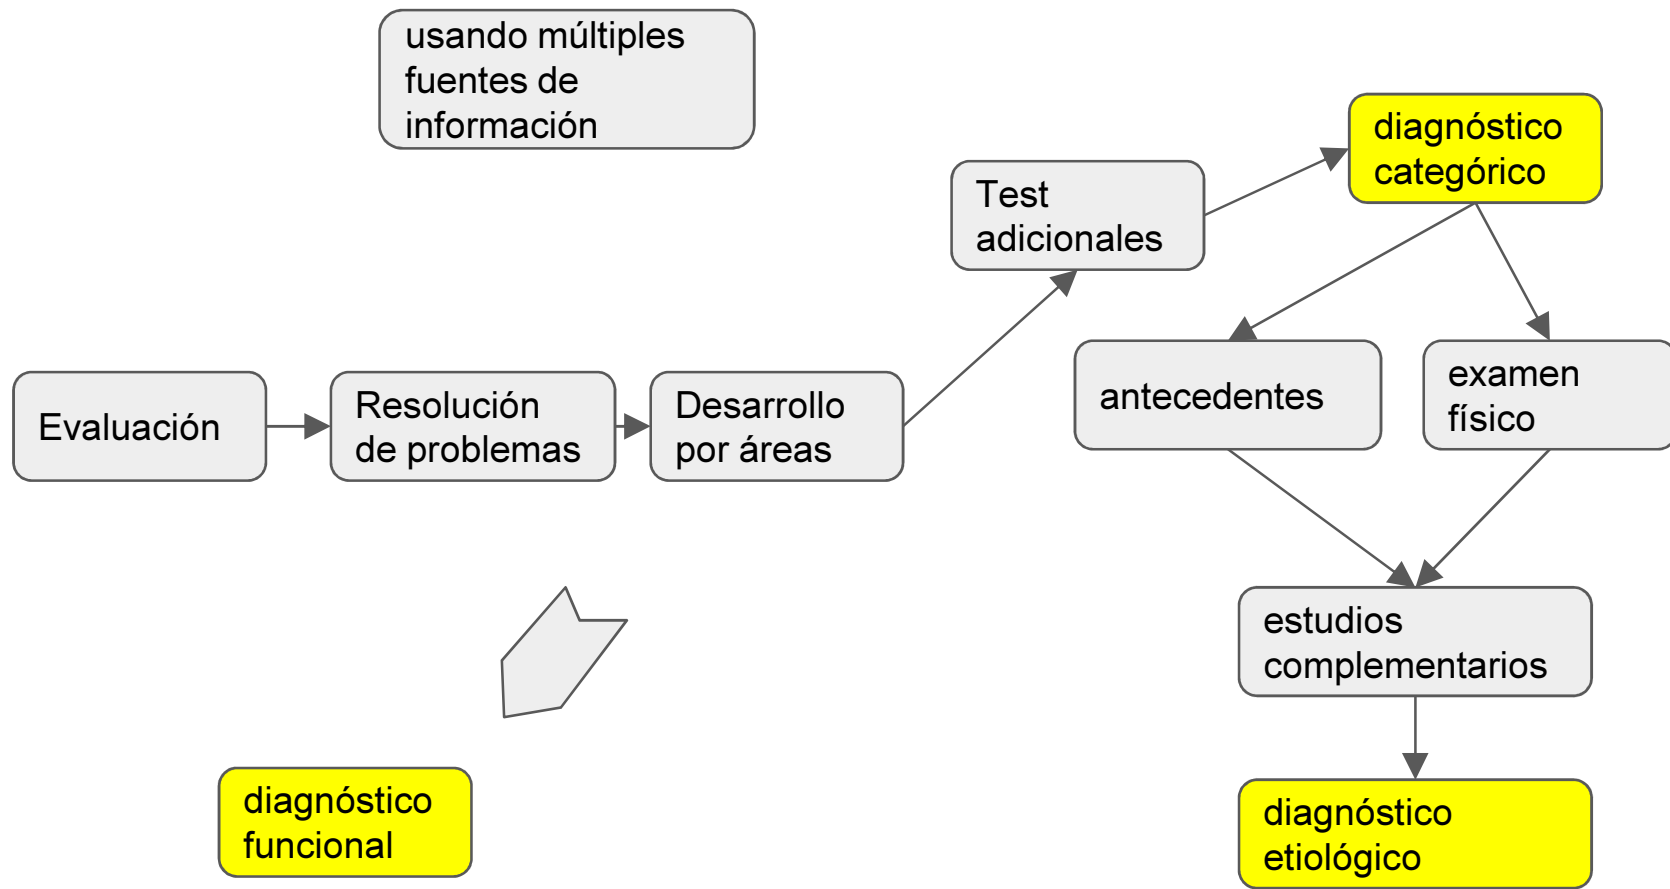 usando múltiples
fuentes de
información
diagnóstico
categórico
Test
adicionales
antecedentes
examen
físico
Evaluación
Resolución
de problemas
Desarrollo
por áreas
estudios
complementarios
diagnóstico
funcional
diagnóstico
etiológico